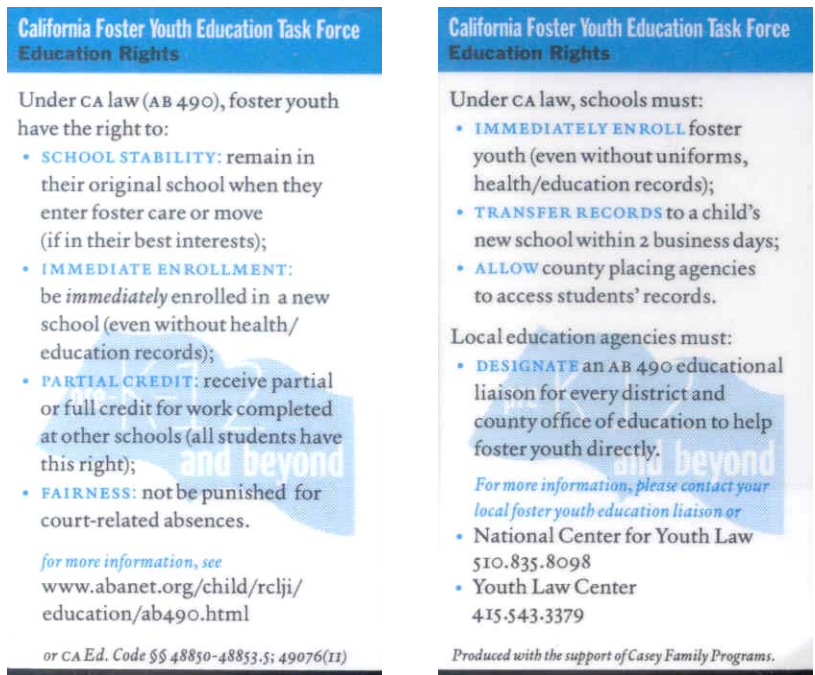 California Foster Youth Education Task Force
Education Rights
Under CA law (AB 490), foster youth
have the right to:
• SCHOOL STABILITY: remain in
their original school when they
enter foster care or move
(if in their best interests);
• IMMEDIATE ENROLLMENT:
be immediately enrolled in a new
school (even without health/
education records);
• PARTIAL CREDIT: receive partial
or full credit for work completed
at other schools (all students have
this right);
• FAIRNESS: not be punished for
court-related absences.
for more information, see
www.abanet.org/child/rclji/
education/ab490.html
or CA Ed. Code §§ 48850-48853.5; 49076(11)
pre-K-12
and beyond
California Foster Youth Education Task Force
Education Rights
Under CA law, schools must:
• IMMEDIATELY ENROLL foster
youth (even without uniforms,
health/education records);
• TRANSFER RECORDS to a child's
new school within 2 business days;
• ALLOW county placing agencies
to access students' records.
Local education agencies must:
• DESIGNATE an AB 490 educational
liaison for every district and
county office of education to help
foster youth directly.
For more information, please contact your
local foster youth education liaison or
• National Center for Youth Law
510.835.8098
• Youth Law Center
415.543.3379
Produced with the support of Casey Family Programs.
pre-K-12
and beyond